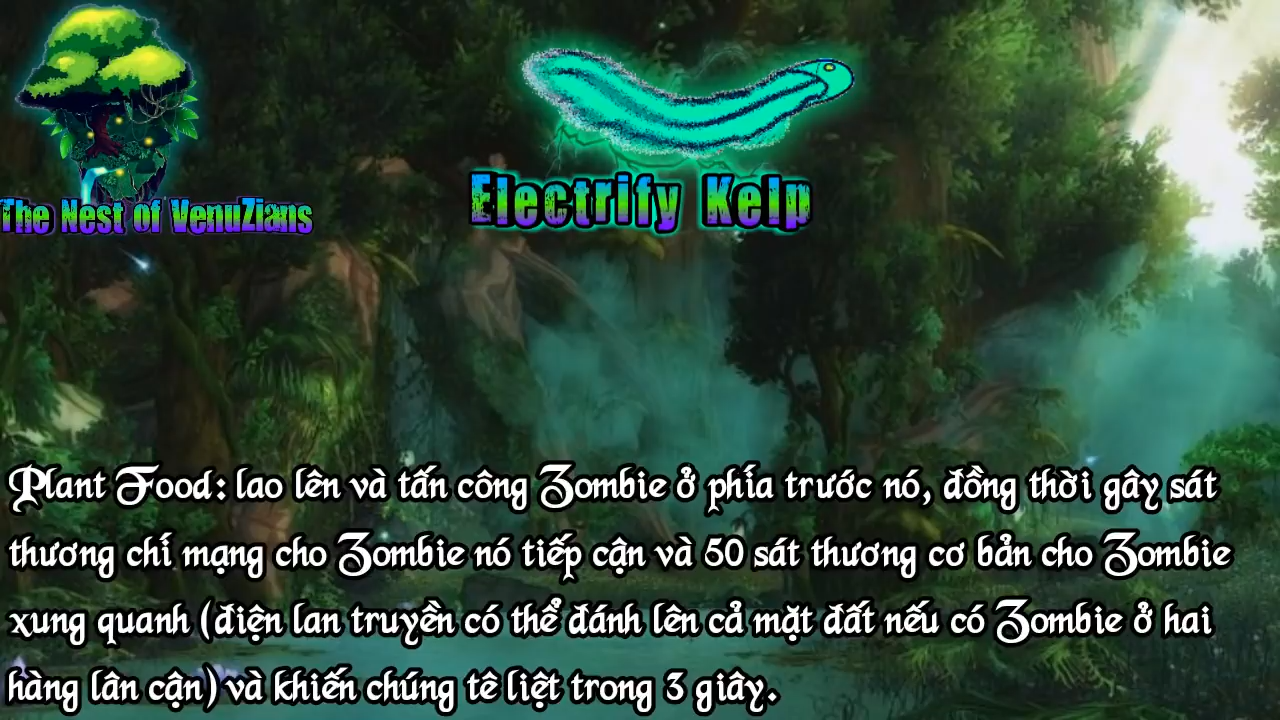 Electrify Kelp
The Nest of VenuZians
Plant Food: lao lên và tấn công Zombie ở phía trước nó, đồng thời gây sát
thương chí mạng cho Zombie nó tiếp cận và 50 sát thương cơ bản cho Zombie
xung quanh (điện lan truyền có thể đánh lên cả mặt đất nếu có Zombie ở hai
hàng lân cận) và khiến chúng tê liệt trong 3 giây.